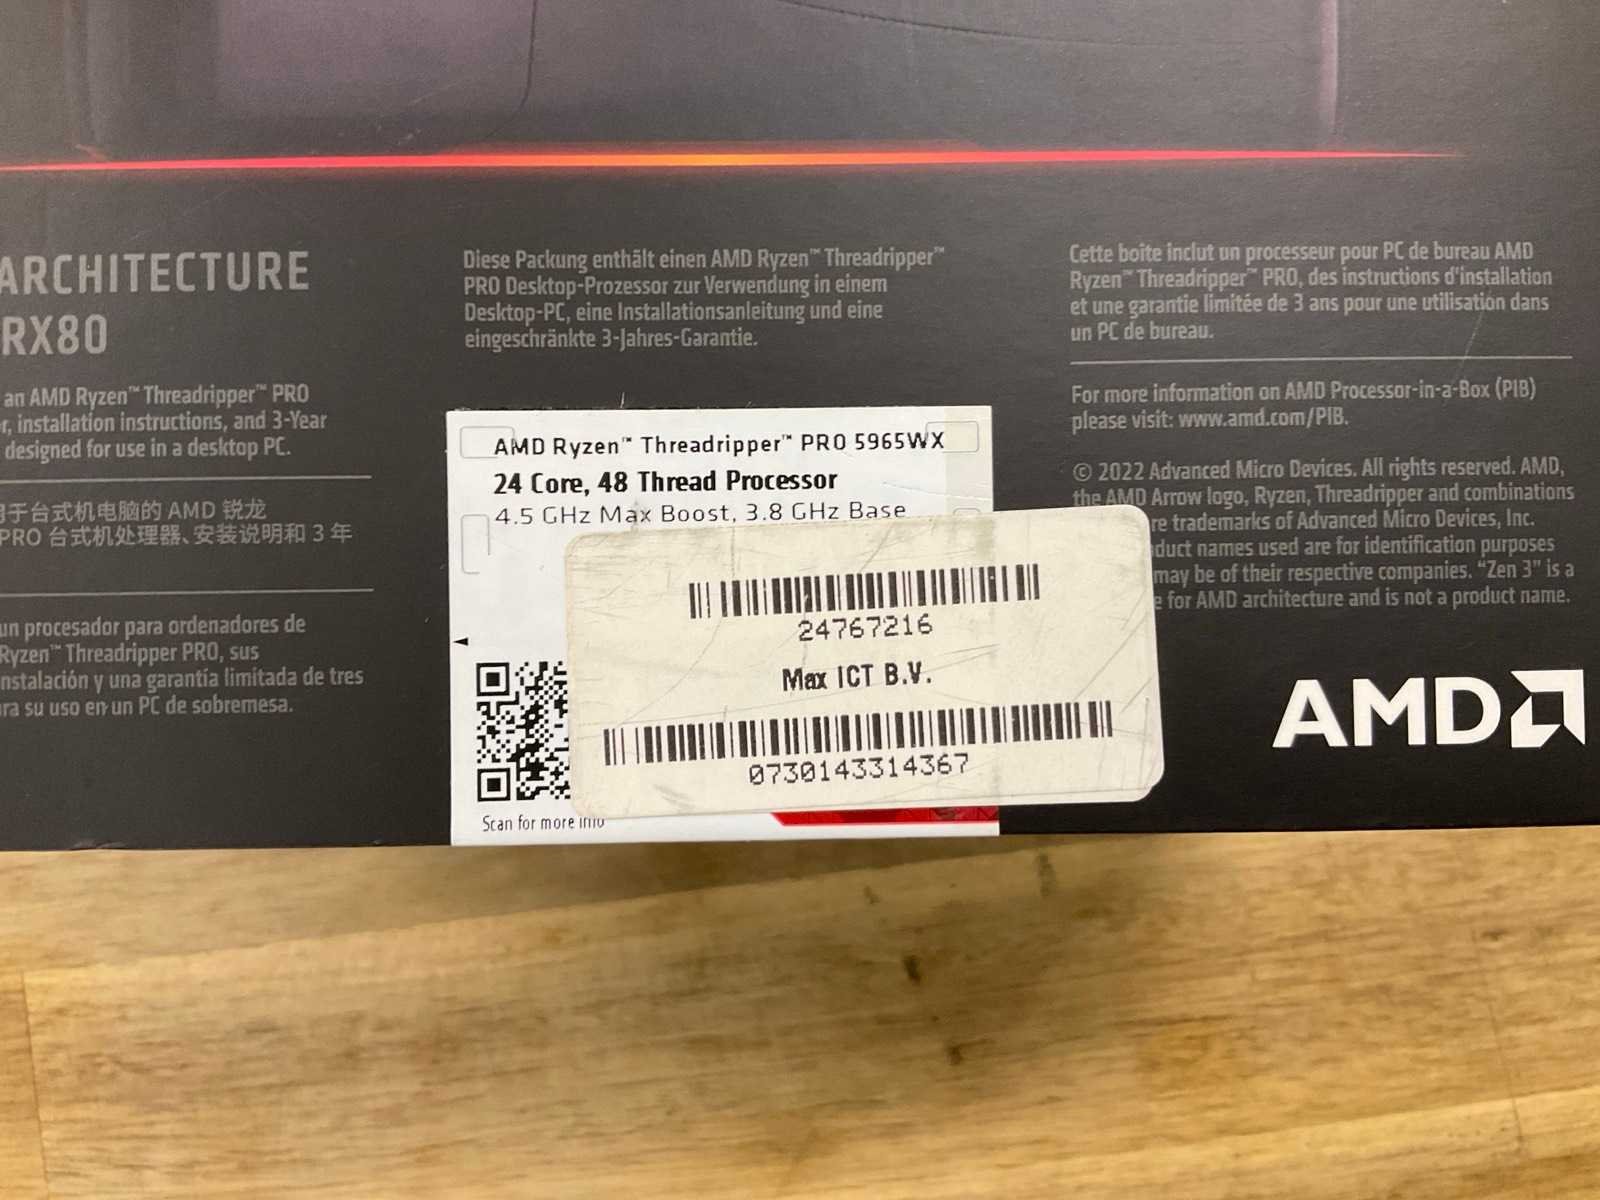 ARCHITECTURE
RX80
an AMD Ryzen™ Threadripper™ PRO
r, installation instructions, and 3-Year
designed for use in a desktop PC.
于台式机电脑的 AMD 锐龙
PRO 台式机处理器、安装说明和 3 年
un procesador para ordenadores de
Ryzen™ Threadripper PRO, sus
nstalación y una garantía limitada de tres
ra su uso en un PC de sobremesa.
Diese Packung enthält einen AMD Ryzen™ Threadripper™
PRO Desktop-Prozessor zur Verwendung in einem
Desktop-PC, eine Installationsanleitung und eine
eingeschränkte 3-Jahres-Garantie.
AMD Ryzen™ Threadripper™ PRO 5965WX
24 Core, 48 Thread Processor
4.5 GHz Max Boost, 3.8 GHz Base
24767216
Max ICT B.V.
0730143314367
Scan for more info
Cette boîte inclut un processeur pour PC de bureau AMD
Ryzen™ Threadripper™ PRO, des instructions d'installation
et une garantie limitée de 3 ans pour une utilisation dans
un PC de bureau.
For more information on AMD Processor-in-a-Box (PIB)
please visit: www.amd.com/PIB.
© 2022 Advanced Micro Devices. All rights reserved. AMD,
the AMD Arrow logo, Ryzen, Threadripper and combinations
re trademarks of Advanced Micro Devices, Inc.
duct names used are for identification purposes
may be of their respective companies. “Zen 3” is a
e for AMD architecture and is not a product name.
AMD